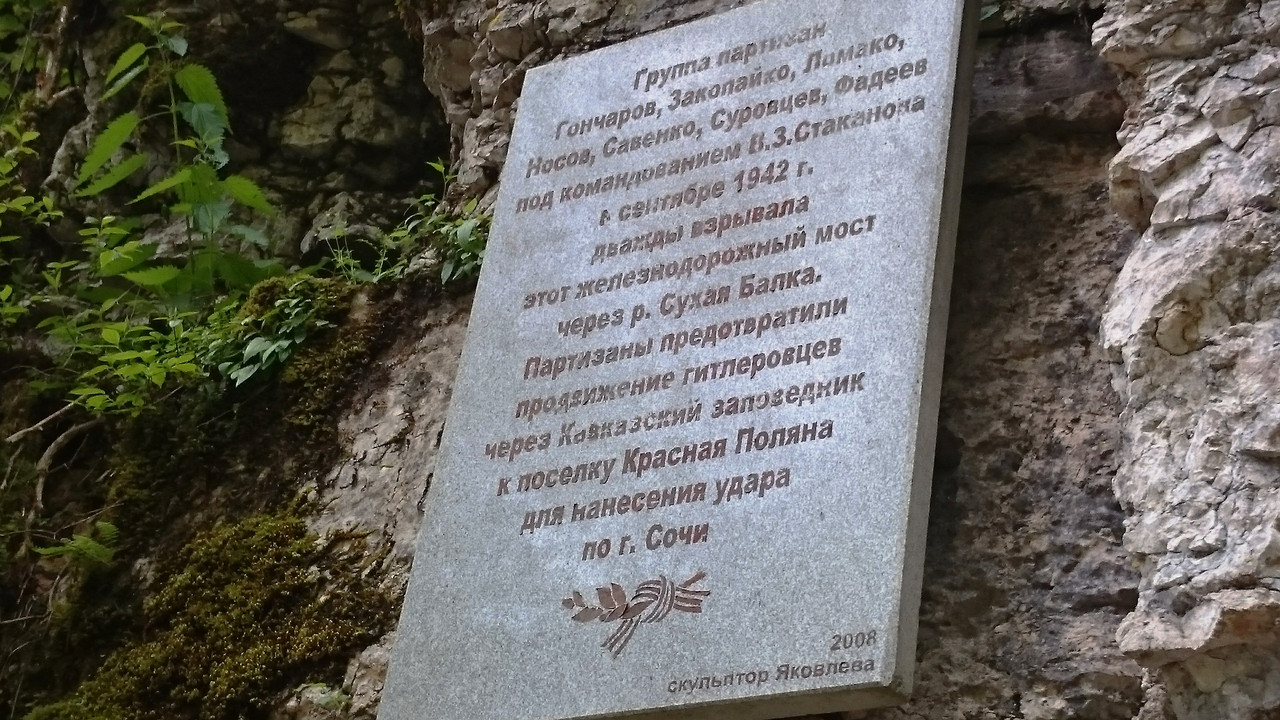 Группа партизан
Гончаров, Закопайко, Ломако,
Носов, Савенко, Суровцев, Фадеев
под командованием В.З.Стаканова
в сентябре 1942 г.
дважды взрывала
этот железнодорожный мост
через р. Сухая Балка.
Партизаны предотвратили
продвижение гитлеровцев
через Кавказский заповедник
к поселку Красная Поляна
для нанесения удара
по г. Сочи
2008
скульптор Яковлева